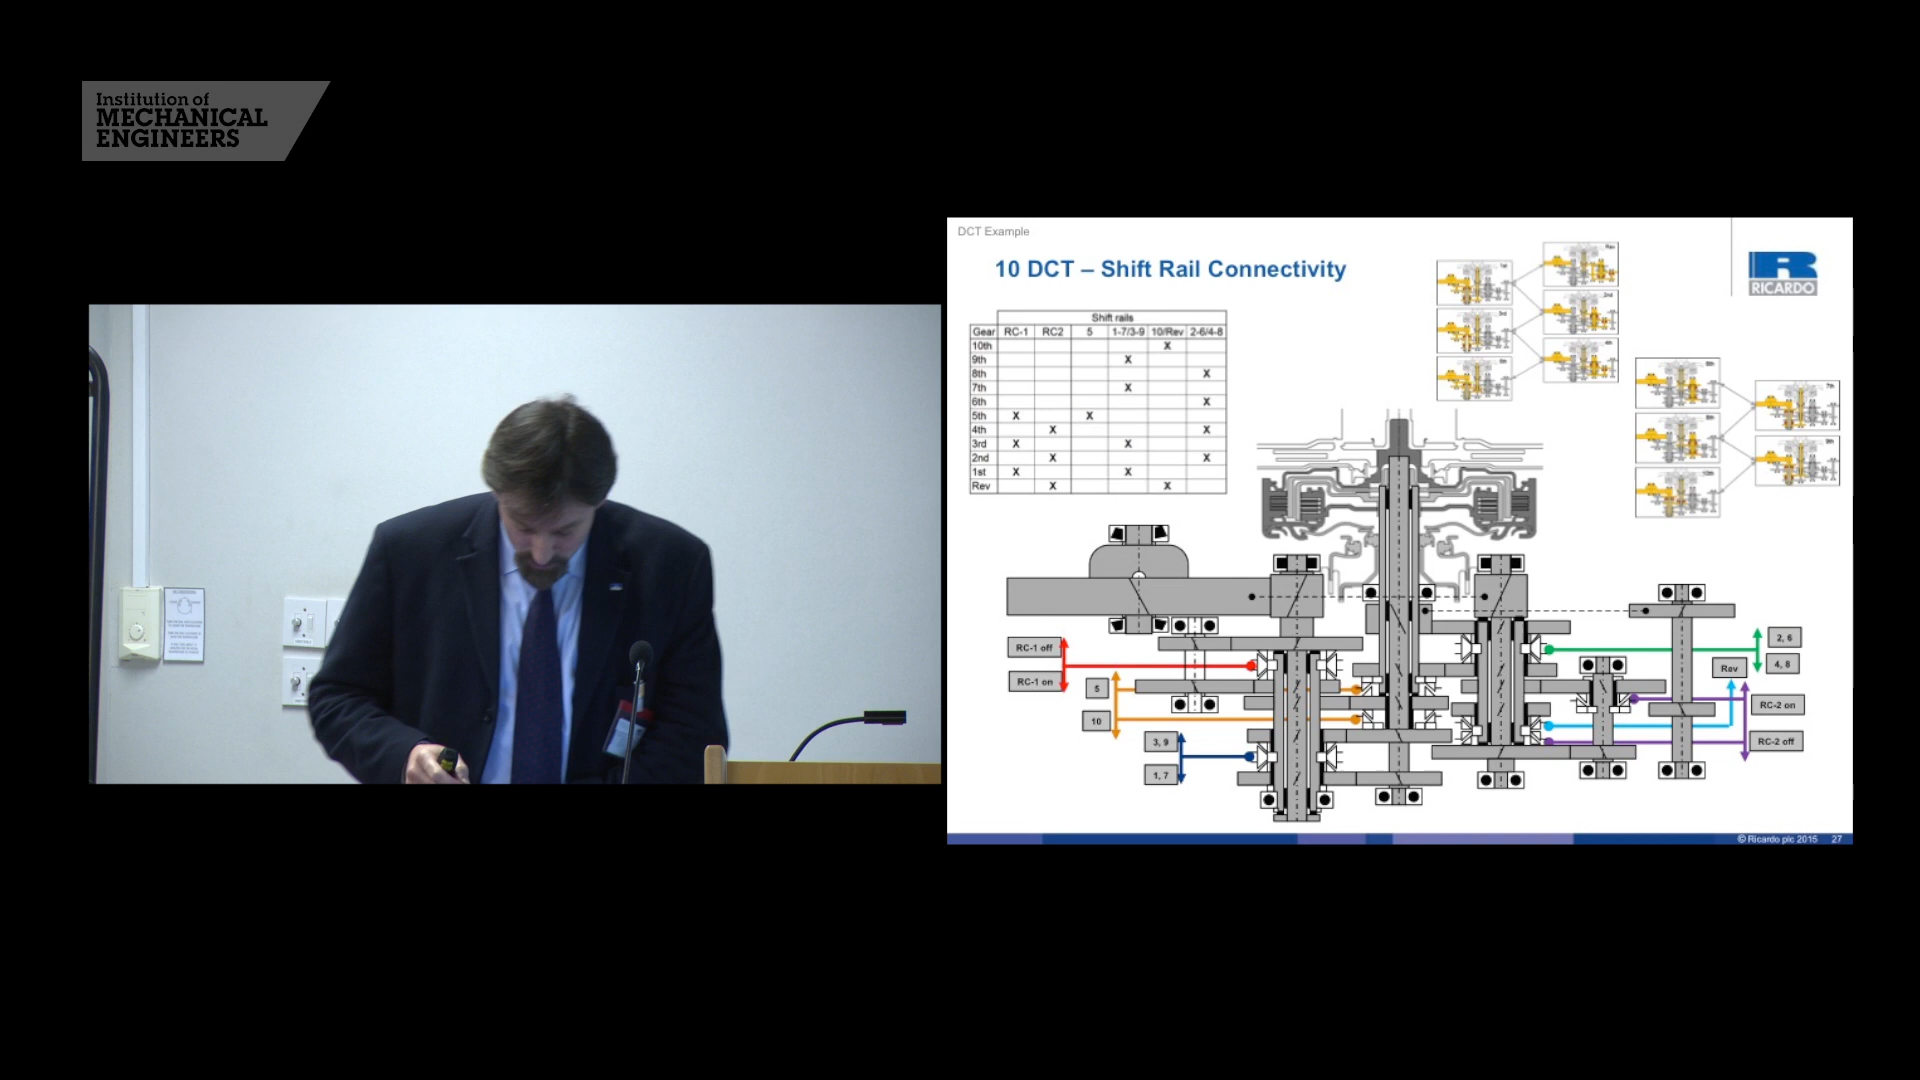 Institution of
MECHANICAL
ENGINEERS
DCT Example
10 DCT – Shift Rail Connectivity
RICARDO
Shift rails
Gear RC-1 RC2 5 1-7/3-9 10/Rev 2-6/4-8
10th X
9th X
8th X
7th X
6th X
5th X X
4th X X
3rd X X
2nd X X
1st X X
Rev X X
RC-1 off
RC-1 on
5
10
3, 9
1, 7
2, 6
4, 8
Rev
RC-2 on
RC-2 off
© Ricardo plc 2015 27